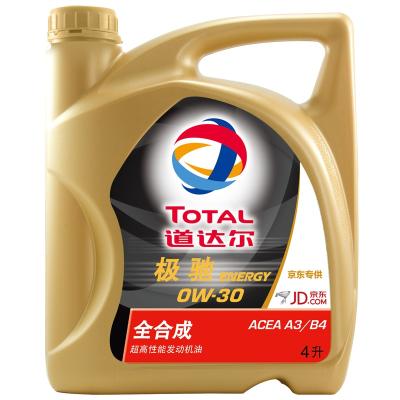 TOTAL
道达尔
极驰 ENERGY
0W-30
京东专供
JD 京东
.COM
全合成
ACEA A3/B4
超高性能发动机油
4升